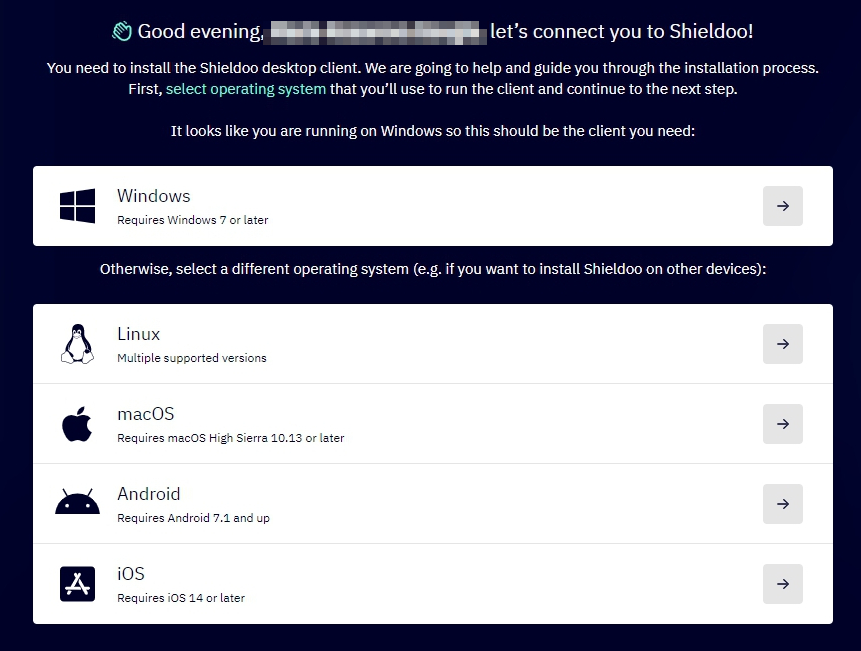 Good evening, let's connect you to Shieldoo!
You need to install the Shieldoo desktop client. We are going to help and guide you through the installation process.
First, select operating system that you'll use to run the client and continue to the next step.
It looks like you are running on Windows so this should be the client you need:
Windows
Requires Windows 7 or later
Otherwise, select a different operating system (e.g. if you want to install Shieldoo on other devices):
Linux
Multiple supported versions
macOS
Requires macOS High Sierra 10.13 or later
Android
Requires Android 7.1 and up
iOS
Requires iOS 14 or later